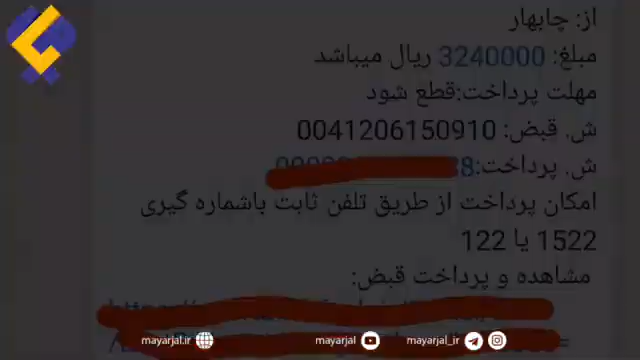 از: چابهار
مبلغ: 3240000 ریال میباشد
مهلت پرداخت:قطع شود
ش. قبض: 0041206150910
ش. پرداخت:
امکان پرداخت از طریق تلفن ثابت باشماره گیری
1522 یا 122
مشاهده و پرداخت قبض:
mayarjal.ir mayarjal mayarjal_ir